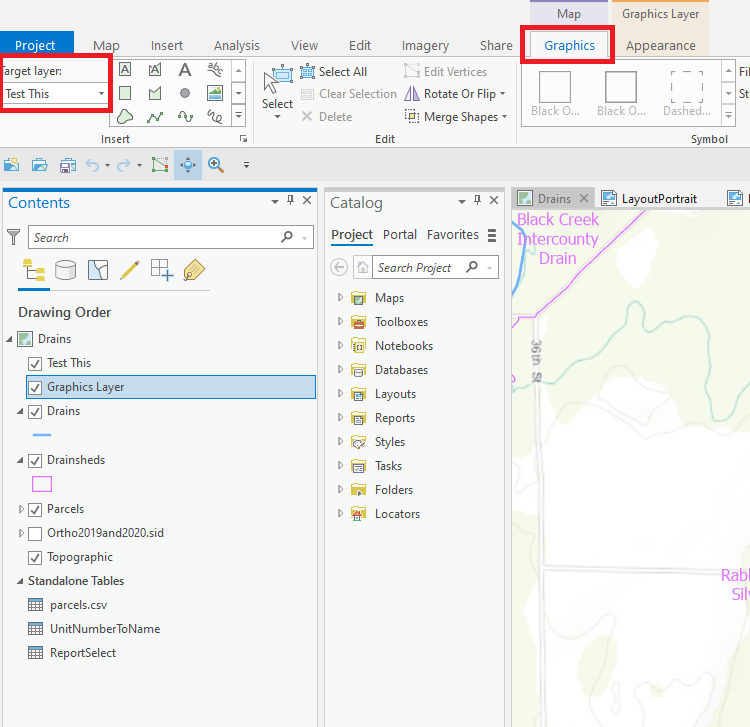 Map Graphics Layer
Project Map Insert Analysis View Edit Imagery Share Graphics Appearance
Target layer:
Test This
A A A abc
Insert
Select
Select All
Clear Selection
Delete
Edit Vertices
Rotate Or Flip
Merge Shapes
Edit
Black O... Black O... Dashed...
Symbol
Contents
Search
Drawing Order
Drains
Test This
Graphics Layer
Drains
Drainsheds
Parcels
Ortho2019and2020.sid
Topographic
Standalone Tables
parcels.csv
UnitNumberToName
ReportSelect
Catalog
Project Portal Favorites
Search Project
Maps
Toolboxes
Notebooks
Databases
Layouts
Reports
Styles
Tasks
Folders
Locators
Drains LayoutPortrait
Black Creek
Intercounty
Drain
36th St
Rabb
Silv